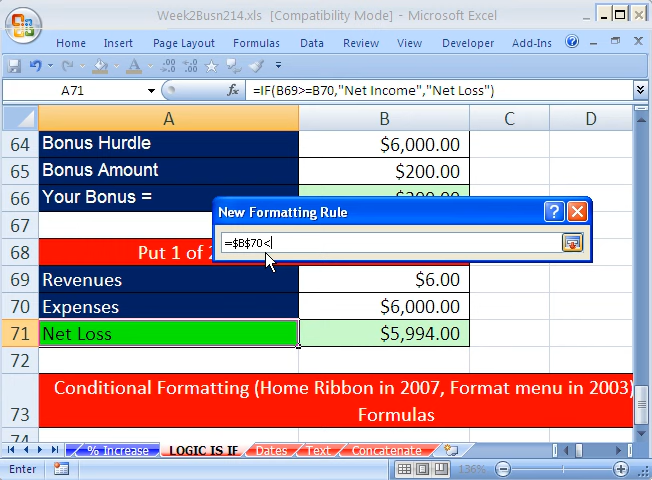 Week2Busn214.xls [Compatibility Mode] - Microsoft Excel
Home Insert Draw Page Formulas Data Review View Developer Add-Ins
A71 fx =IF(B69>=B70,"Net Income","Net Loss")
A B C D
64 Bonus Hurdle $6,000.00
65 Bonus Amount $200.00
66 Your Bonus =
New Formatting Rule
=$B$70<
67
68 Put 1 of 2
69 Revenues $6.00
70 Expenses $6,000.00
71 Net Loss $5,994.00
72
Conditional Formatting (Home Ribbon in 2007, Format menu in 2003)
73 Formulas
74
% Increase LOGIC IS IF Dates Text Concatenate
Enter 136%